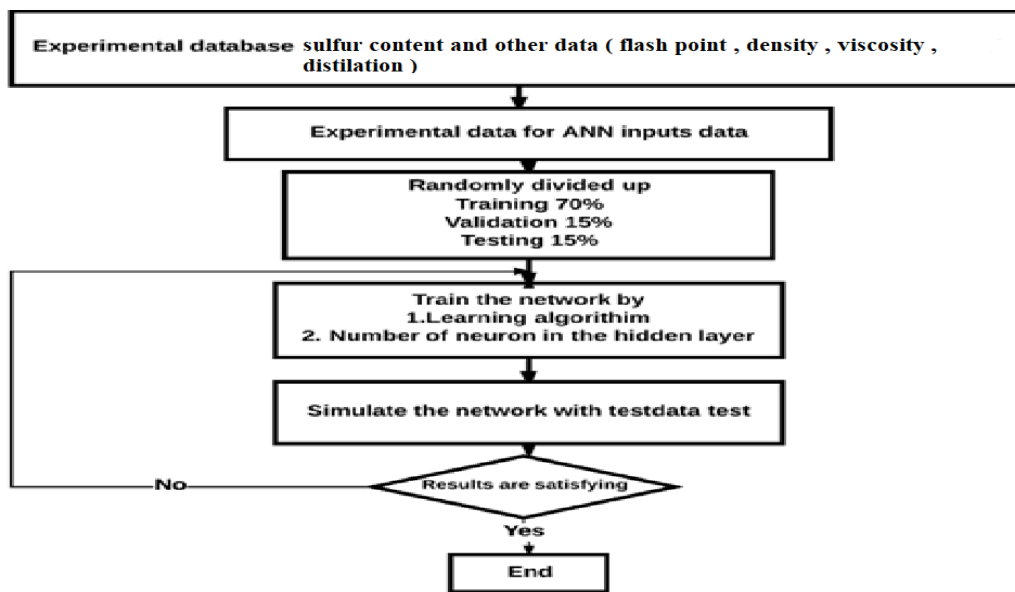 Experimental database sulfur content and other data ( flash point , density , viscosity ,
distilation )
Experimental data for ANN inputs data
Randomly divided up
Training 70%
Validation 15%
Testing 15%
Train the network by
1.Learning algorithim
2. Number of neuron in the hidden layer
Simulate the network with testdata test
Results are satisfying
No
Yes
End